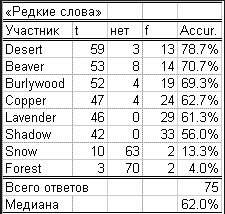 «Редкие слова»
Участник t нет f Accur.
Desert 59 3 13 78.7%
Beaver 53 8 14 70.7%
Burlywood 52 4 19 69.3%
Copper 47 4 24 62.7%
Lavender 46 0 29 61.3%
Shadow 42 0 33 56.0%
Snow 10 63 2 13.3%
Forest 3 70 2 4.0%
Всего ответов 75
Медиана 62.0%